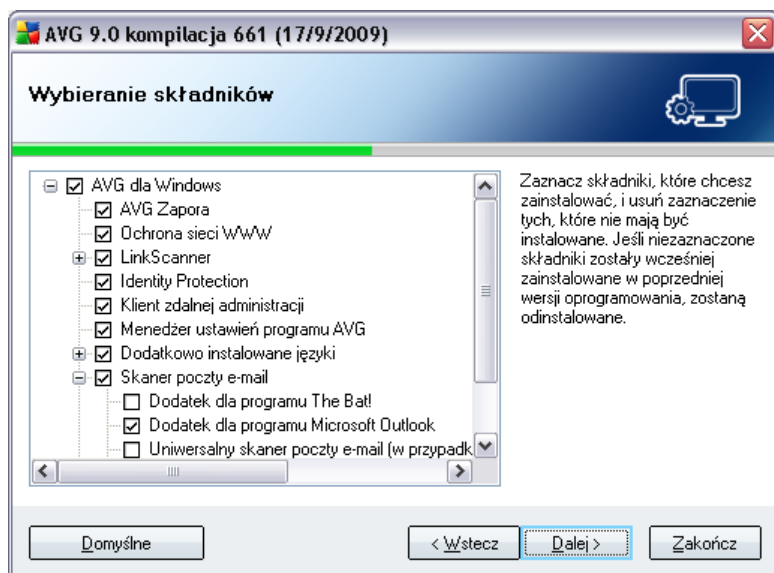 AVG 9.0 kompilacja 661 (17/9/2009)
Wybieranie składników
AVG dla Windows
AVG Zapora
Ochrona sieci WWW
LinkScanner
Identity Protection
Klient zdalnej administracji
Menedżer ustawień programu AVG
Dodatkowo instalowane języki
Skaner poczty e-mail
Dodatek dla programu The Bat!
Dodatek dla programu Microsoft Outlook
Uniwersalny skaner poczty e-mail (w przypadk
Zaznacz składniki, które chcesz
zainstalować, i usuń zaznaczenie
tych, które nie mają być
instalowane. Jeśli niezaznaczone
składniki zostały wcześniej
zainstalowane w poprzedniej
wersji oprogramowania, zostaną
odinstalowane.
Domyślne
< Wstecz
Dalej >
Zakończ